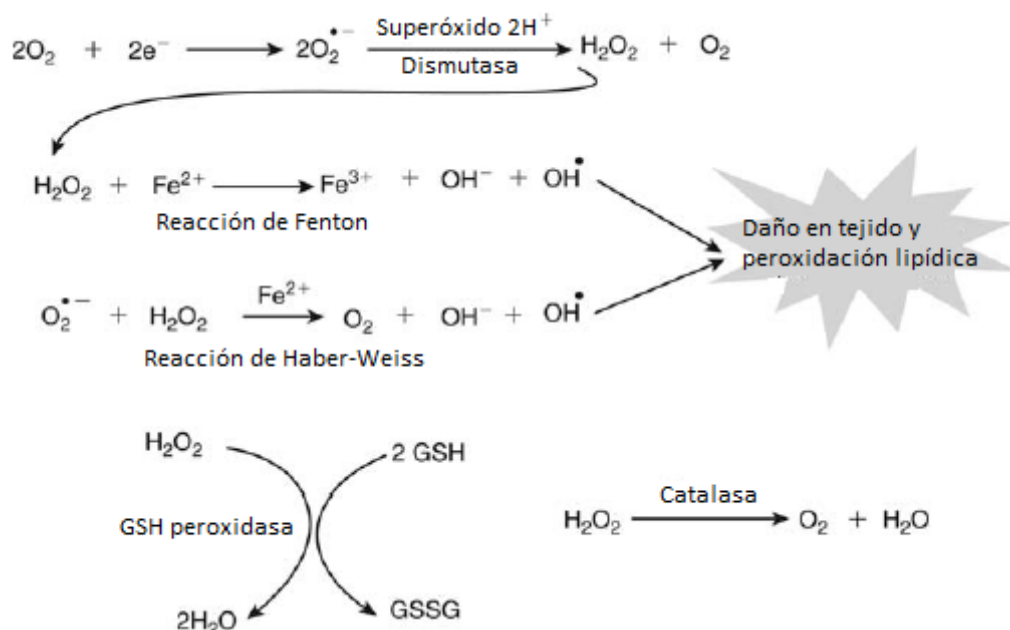 2O₂ + 2e⁻ ⟶ 2O₂•⁻ Superóxido 2H⁺ ⟶ H₂O₂ + O₂
Dismutasa
H₂O₂ + Fe²⁺ ⟶ Fe³⁺ + OH⁻ + OH•
Reacción de Fenton
Daño en tejido y
peroxidación lipídica
Fe²⁺
O₂•⁻ + H₂O₂ ⟶ O₂ + OH⁻ + OH•
Reacción de Haber-Weiss
H₂O₂ 2 GSH
GSH peroxidasa
2H₂O GSSG
Catalasa
H₂O₂ ⟶ O₂ + H₂O